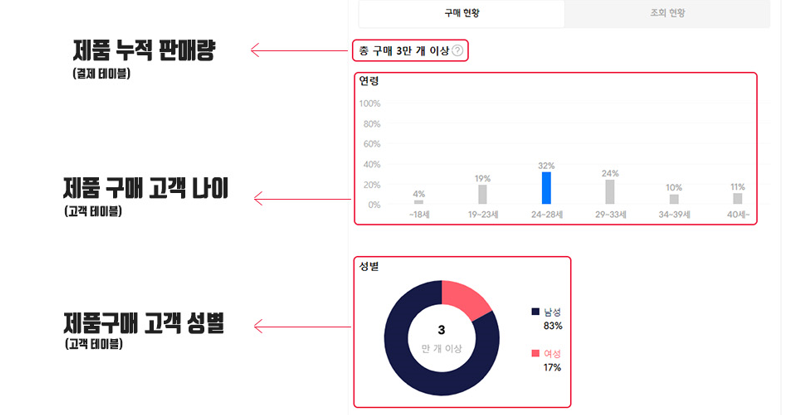 구매 현황
조회 현황
제품 누적 판매량
(결제 테이블)
총 구매 3만 개 이상 ?
연령
100%
80%
60%
40%
20%
0%
4%
19%
32%
24%
10%
11%
~18세
19~23세
24~28세
29~33세
34~39세
40세~
제품 구매 고객 나이
(고객 테이블)
성별
3
만 개 이상
남성
83%
여성
17%
제품구매 고객 성별
(고객 테이블)